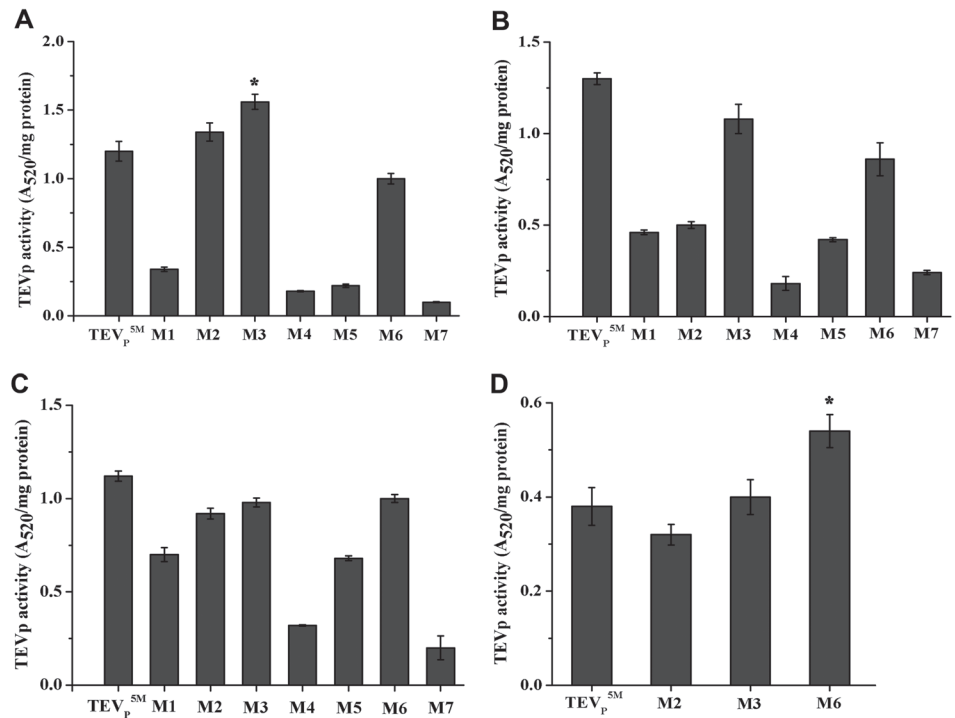 A
TEVp activity (A520/mg protein)
2.0
1.5
1.0
0.5
0.0
*
TEVP5M M1 M2 M3 M4 M5 M6 M7
B
TEVp activity (A520/mg protien)
1.5
1.0
0.5
0.0
TEVP5M M1 M2 M3 M4 M5 M6 M7
C
TEVp activity (A520/mg protein)
1.5
1.0
0.5
0.0
TEVP5M M1 M2 M3 M4 M5 M6 M7
D
TEVp activity (A520/mg protein)
0.6
0.4
0.2
0.0
*
TEVP5M M2 M3 M6